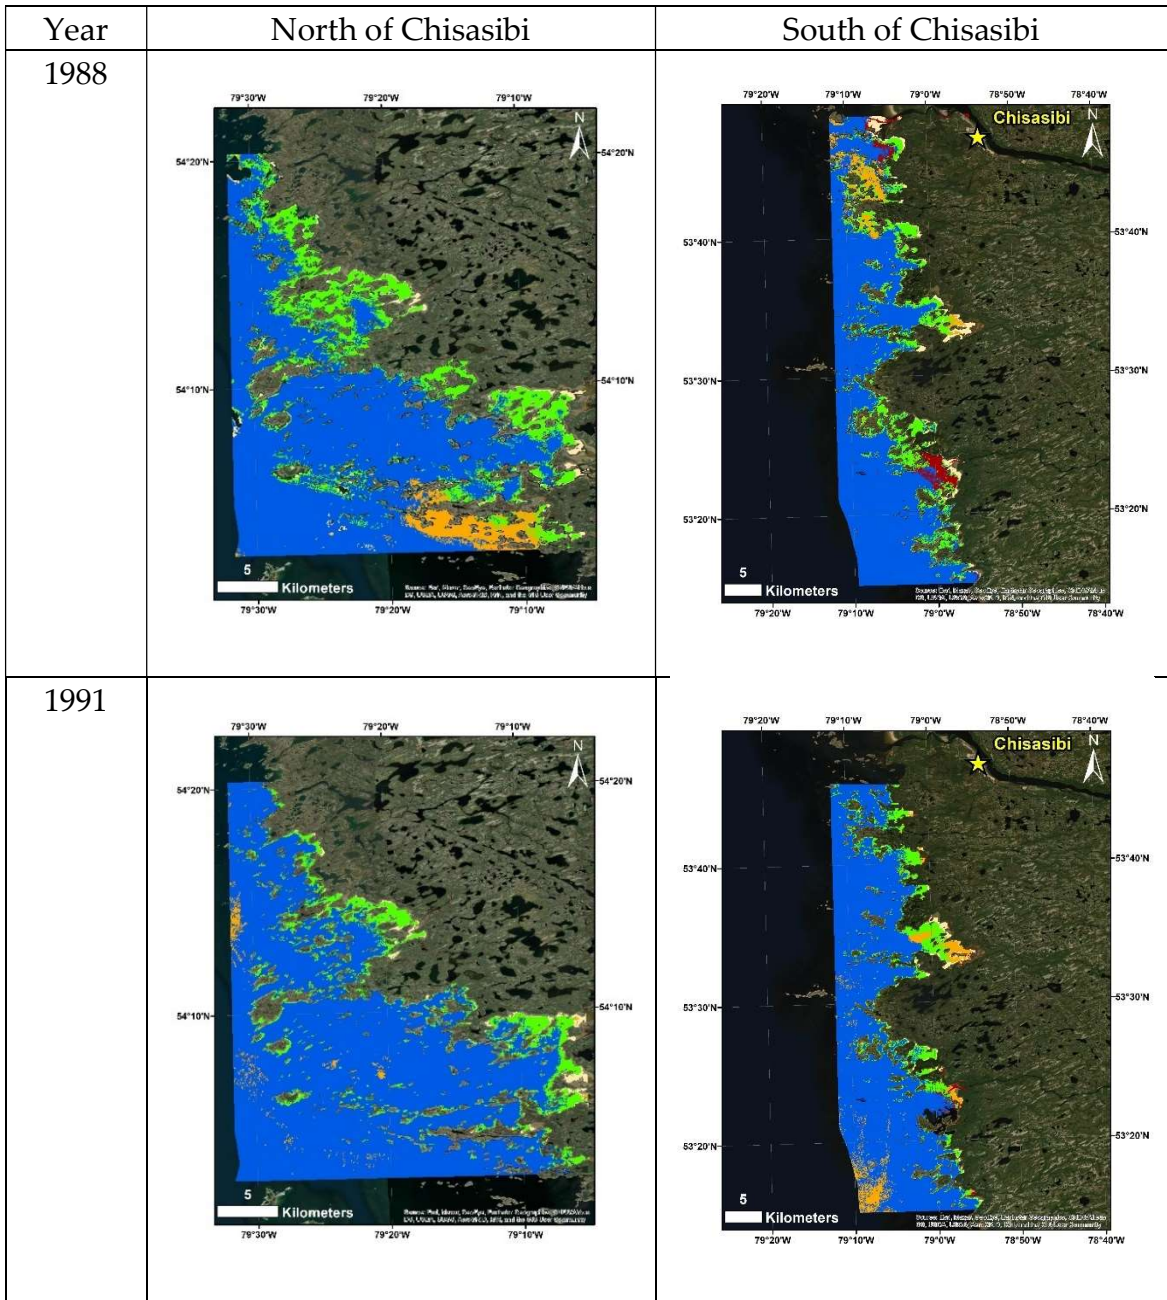 Year North of Chisasibi South of Chisasibi
1988
79°30'W 79°20'W 79°10'W
N
54°20'N 54°20'N
54°10'N 54°10'N
5
Kilometers
79°30'W 79°20'W 79°10'W
79°20'W 79°10'W 79°0'W 78°50'W 78°40'W
Chisasibi
N
53°40'N 53°40'N
53°30'N 53°30'N
53°20'N 53°20'N
5
Kilometers
79°20'W 79°10'W 79°0'W 78°50'W 78°40'W
1991
79°30'W 79°20'W 79°10'W
N
54°20'N 54°20'N
54°10'N 54°10'N
5
Kilometers
79°30'W 79°20'W 79°10'W
79°20'W 79°10'W 79°0'W 78°50'W 78°40'W
Chisasibi
N
53°40'N 53°40'N
53°30'N 53°30'N
53°20'N 53°20'N
5
Kilometers
79°20'W 79°10'W 79°0'W 78°50'W 78°40'W